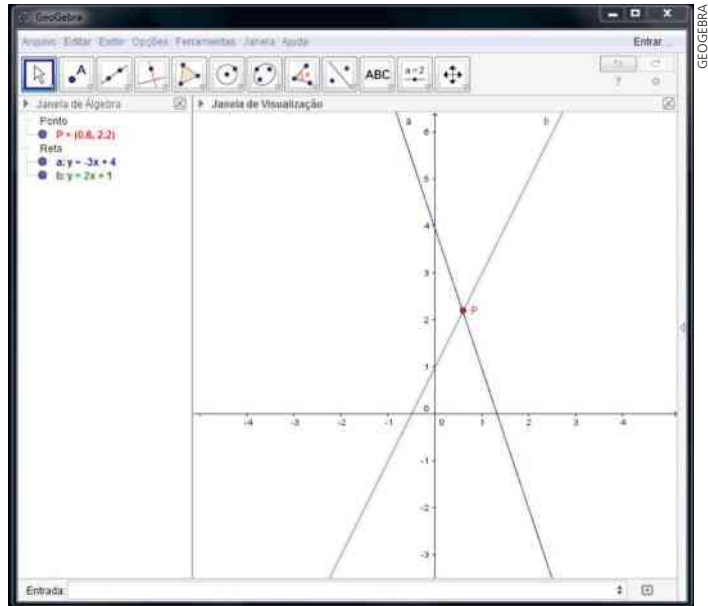 GeoGebra
Arquivo Editar Exibir Opções Ferramentas Janela Ajuda
Entrar...
A
ABC
a=2
Janela de Álgebra
Ponto
P = (0.6, 2.2)
Reta
a: y = -3x + 4
b: y = 2x + 1
Janela de Visualização
a
b
6
5
4
3
2
1
0
-1
-2
-3
-4
-3
-2
-1
0
1
2
3
4
P
Entrada:
GEOGEBRA